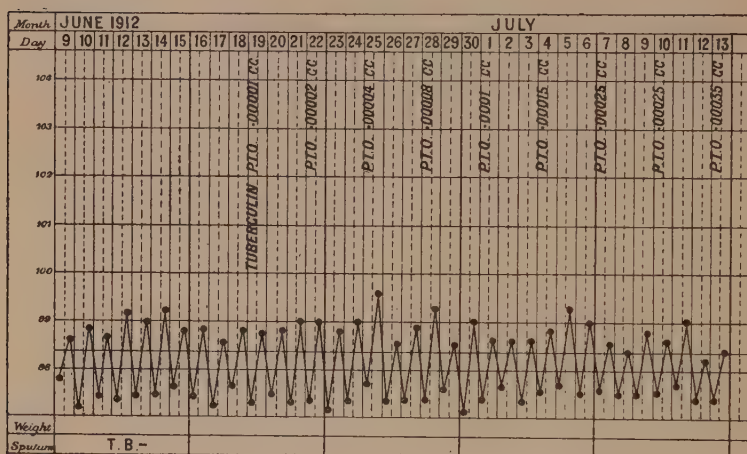 Month JUNE 1912 JULY
Day 9 10 11 12 13 14 15 16 17 18 19 20 21 22 23 24 25 26 27 28 29 30 1 2 3 4 5 6 7 8 9 10 11 12 13
104
103
102
101
100
99
98
TUBERCULIN P.T.O. ·00001 CC
P.T.O. ·00002 CC
P.T.O. ·00004 CC
P.T.O. ·00008 CC
P.T.O. ·0001 CC
P.T.O. ·00015 CC
P.T.O. ·00025 CC
P.T.O. ·00025 CC
P.T.O. ·00035 CC
Weight
Sputum T.B.-